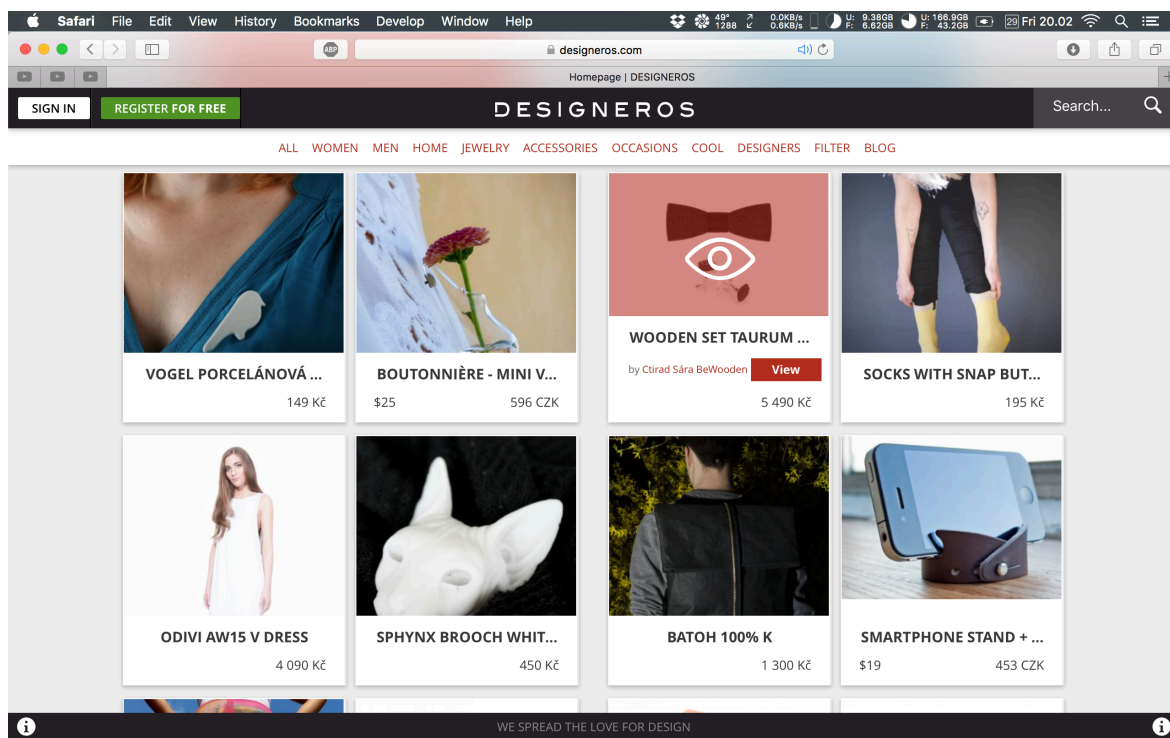 Safari File Edit View History Bookmarks Develop Window Help 49° 1288 0.0KB/s 0.6KB/s U: 9.38GB F: 6.62GB U: 166.9GB F: 43.2GB 29 Fri 20.02
ABP designeros.com
Homepage | DESIGNEROS
SIGN IN REGISTER FOR FREE DESIGNEROS Search...
ALL WOMEN MEN HOME JEWELRY ACCESSORIES OCCASIONS COOL DESIGNERS FILTER BLOG
VOGEL PORCELÁNOVÁ ...
149 Kč
BOUTONNIÈRE - MINI V...
$25 596 CZK
WOODEN SET TAURUM ...
by Ctirad Sára BeWooden View
5 490 Kč
SOCKS WITH SNAP BUT...
195 Kč
ODIVI AW15 V DRESS
4 090 Kč
SPHYNX BROOCH WHIT...
450 Kč
BATOH 100% K
1 300 Kč
SMARTPHONE STAND + ...
$19 453 CZK
WE SPREAD THE LOVE FOR DESIGN